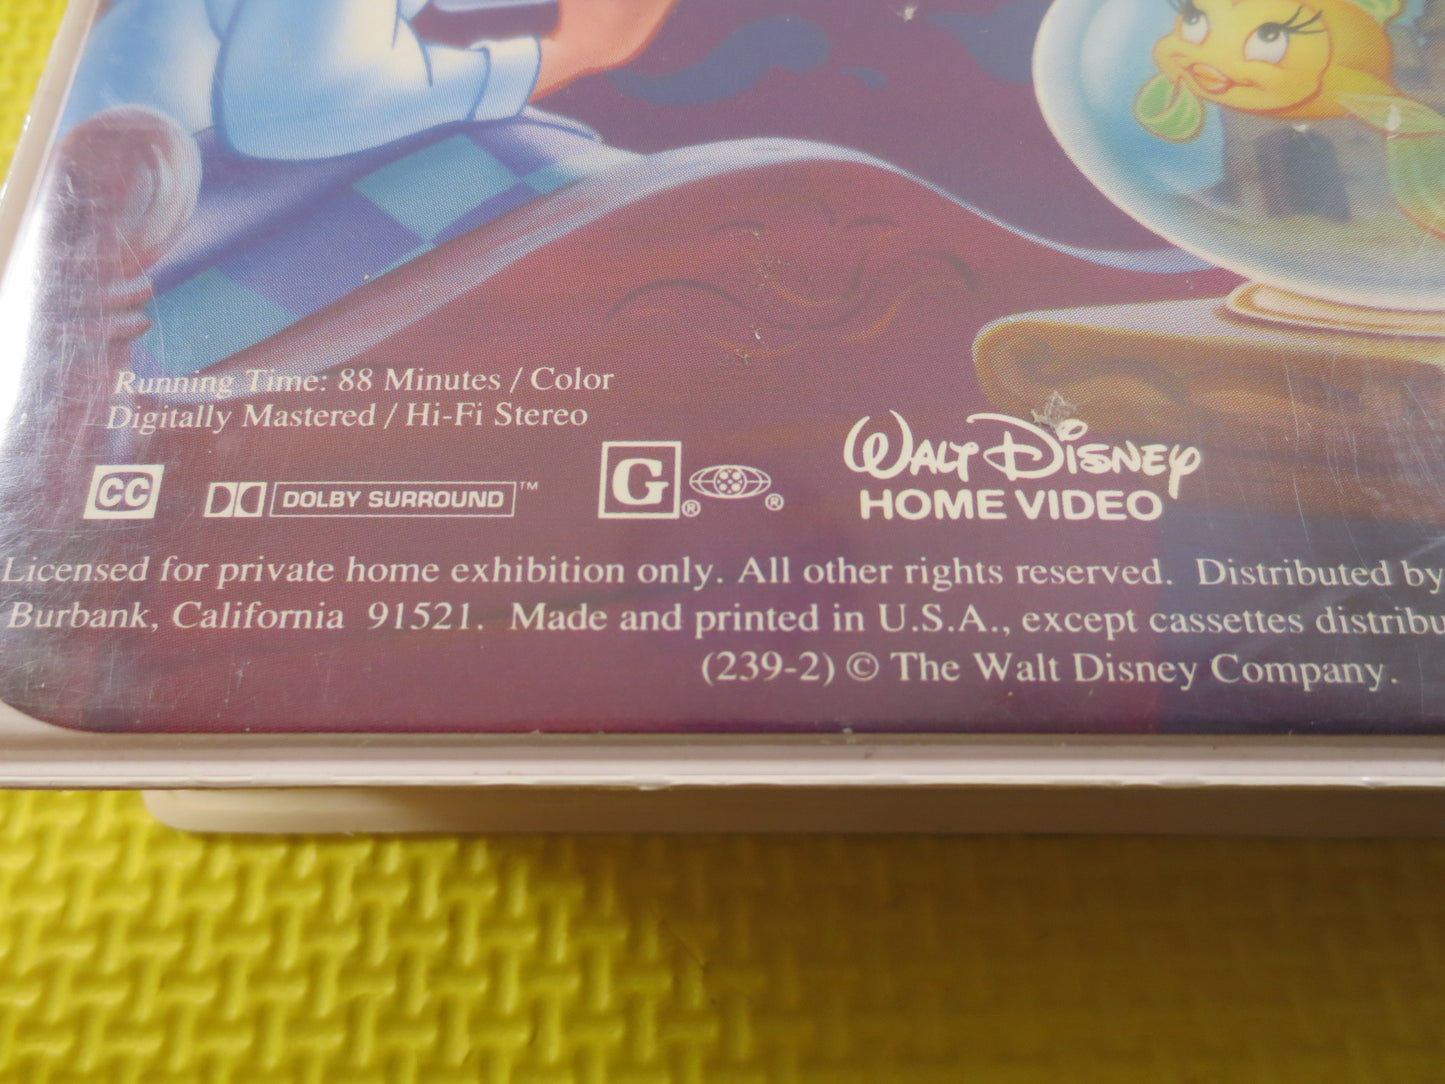 Running Time: 88 Minutes / Color
Digitally Mastered / Hi-Fi Stereo
CC DOLBY SURROUND™ G® ® WALT DISNEY
HOME VIDEO
Licensed for private home exhibition only. All other rights reserved. Distributed by
Burbank, California 91521. Made and printed in U.S.A., except cassettes distribu
(239-2) © The Walt Disney Company.